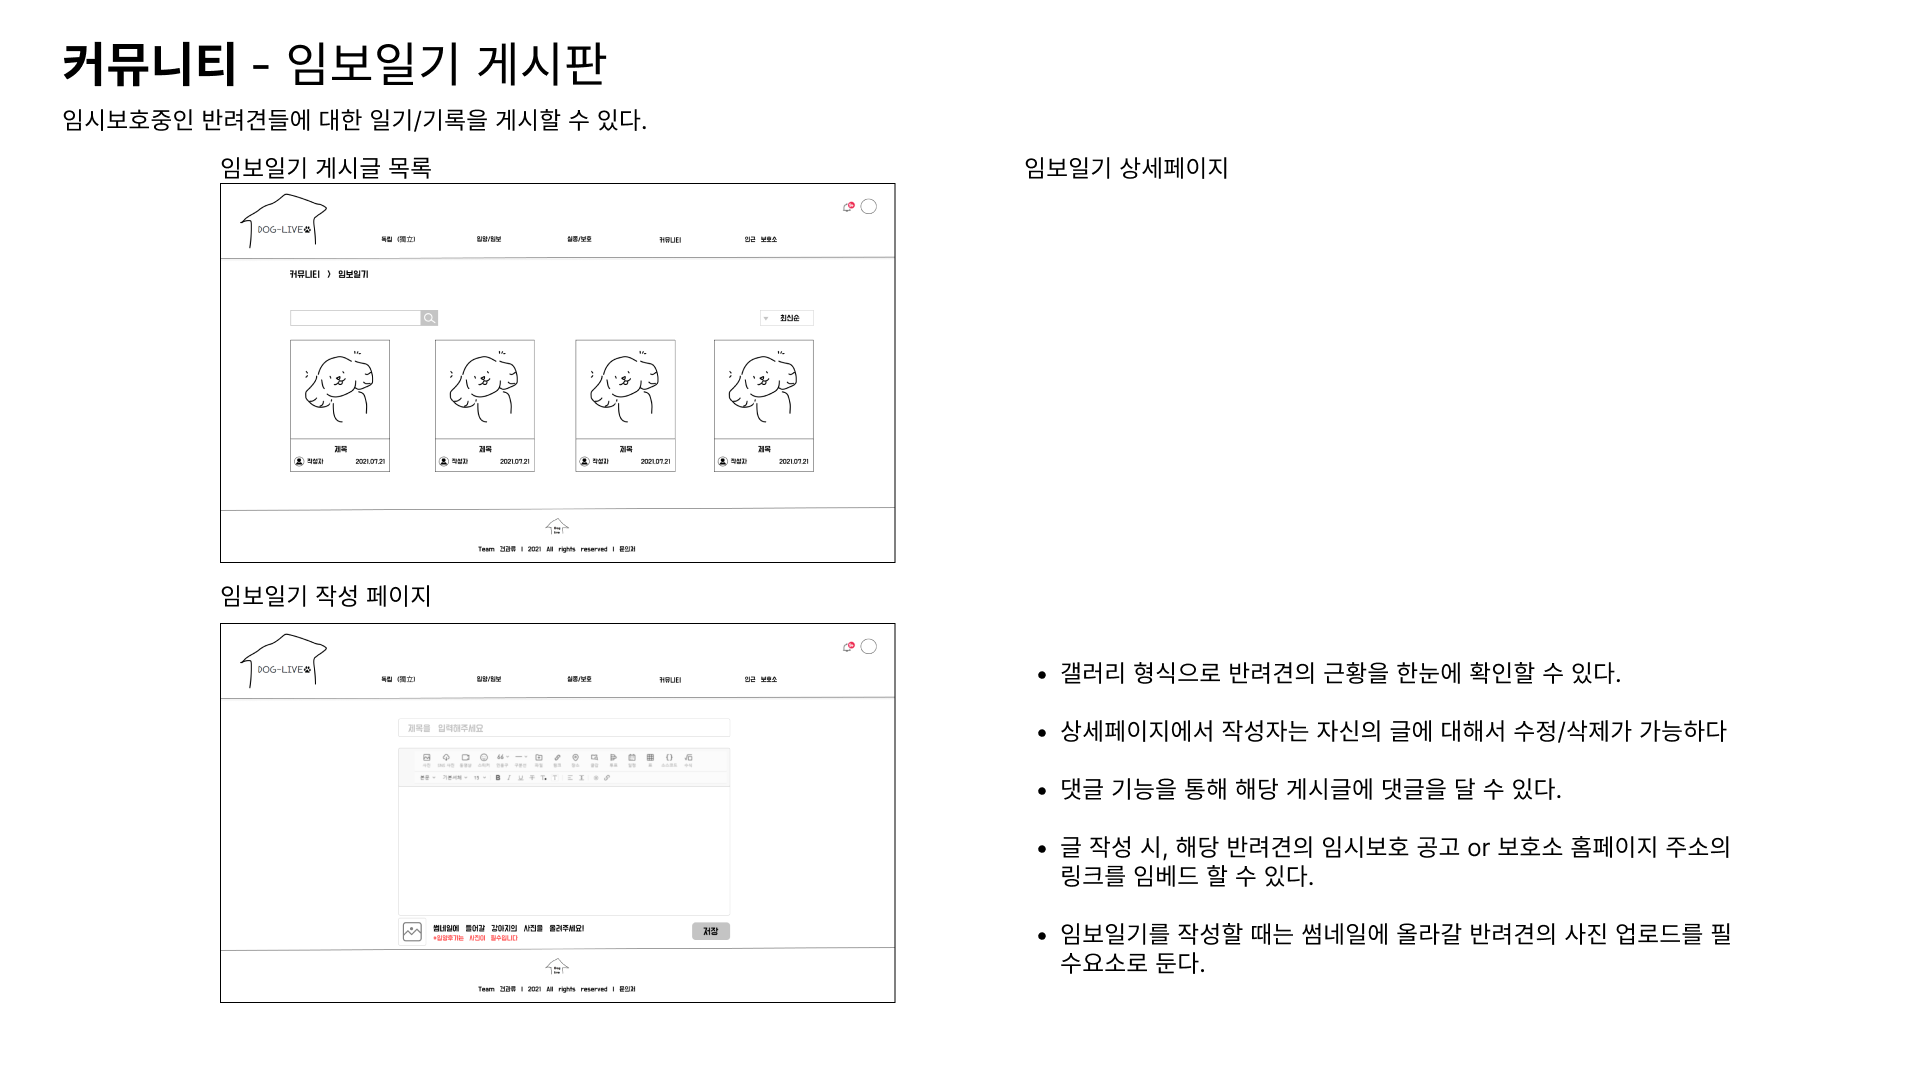 커뮤니티 - 임보일기 게시판
임시보호중인 반려견들에 대한 일기/기록을 게시할 수 있다.
임보일기 게시글 목록
DOG-LIVE
독립 (獨立)
입양/임보
실종/보호
커뮤니티
인근 보호소
커뮤니티 > 임보일기
최신순
제목
작성자 2021.07.21
제목
작성자 2021.07.21
제목
작성자 2021.07.21
제목
작성자 2021.07.21
Dog
Live
Team 견과류 | 2021 All rights reserved | 문의처
임보일기 작성 페이지
DOG-LIVE
독립 (獨立)
입양/임보
실종/보호
커뮤니티
인근 보호소
제목을 입력해주세요
썸네일에 들어갈 강아지의 사진을 올려주세요!
*입양후기는 사진이 필수입니다
저장
Dog
Live
Team 견과류 | 2021 All rights reserved | 문의처
임보일기 상세페이지
• 갤러리 형식으로 반려견의 근황을 한눈에 확인할 수 있다.
• 상세페이지에서 작성자는 자신의 글에 대해서 수정/삭제가 가능하다
• 댓글 기능을 통해 해당 게시글에 댓글을 달 수 있다.
• 글 작성 시, 해당 반려견의 임시보호 공고 or 보호소 홈페이지 주소의
링크를 임베드 할 수 있다.
• 임보일기를 작성할 때는 썸네일에 올라갈 반려견의 사진 업로드를 필
수요소로 둔다.